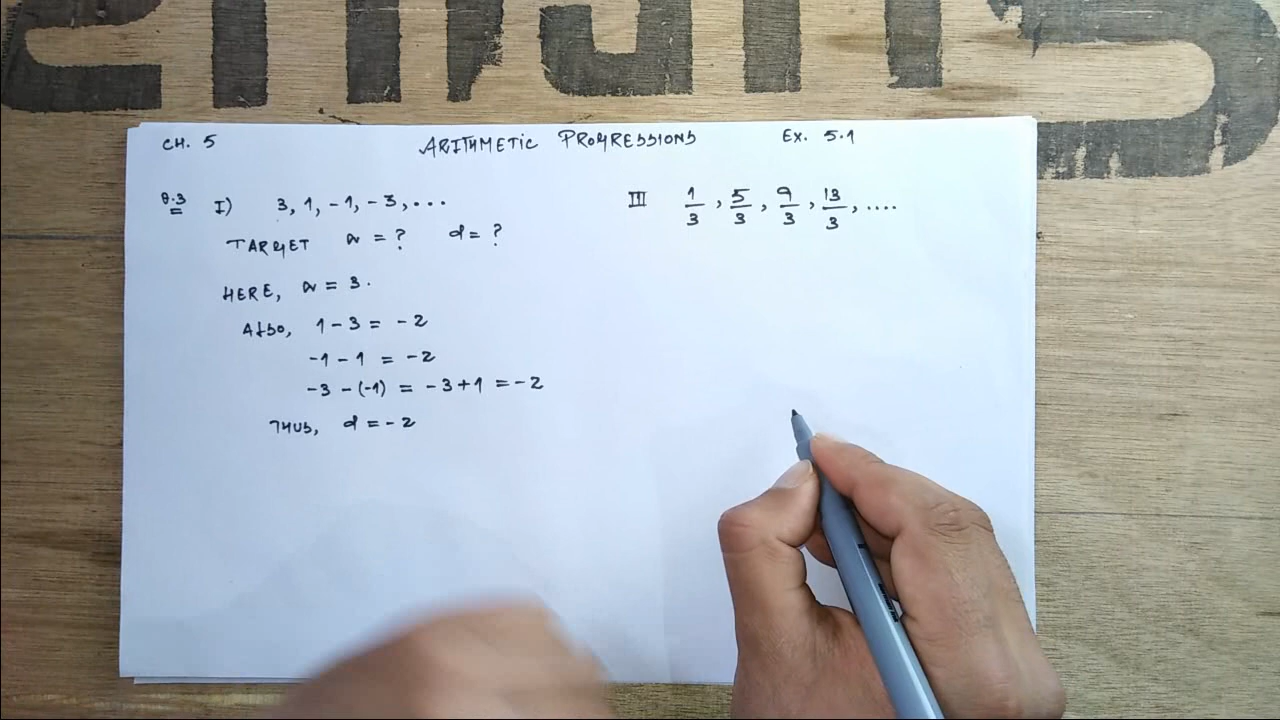 CH. 5 ARITHMETIC PROGRESSIONS EX. 5.1
Q.3 I) 3, 1, -1, -3, ...
TARGET a = ? d = ?
HERE, a = 3.
ALSO, 1 - 3 = -2
-1 - 1 = -2
-3 - (-1) = -3 + 1 = -2
THUS, d = -2
III 1/3, 5/3, 9/3, 13/3, ....